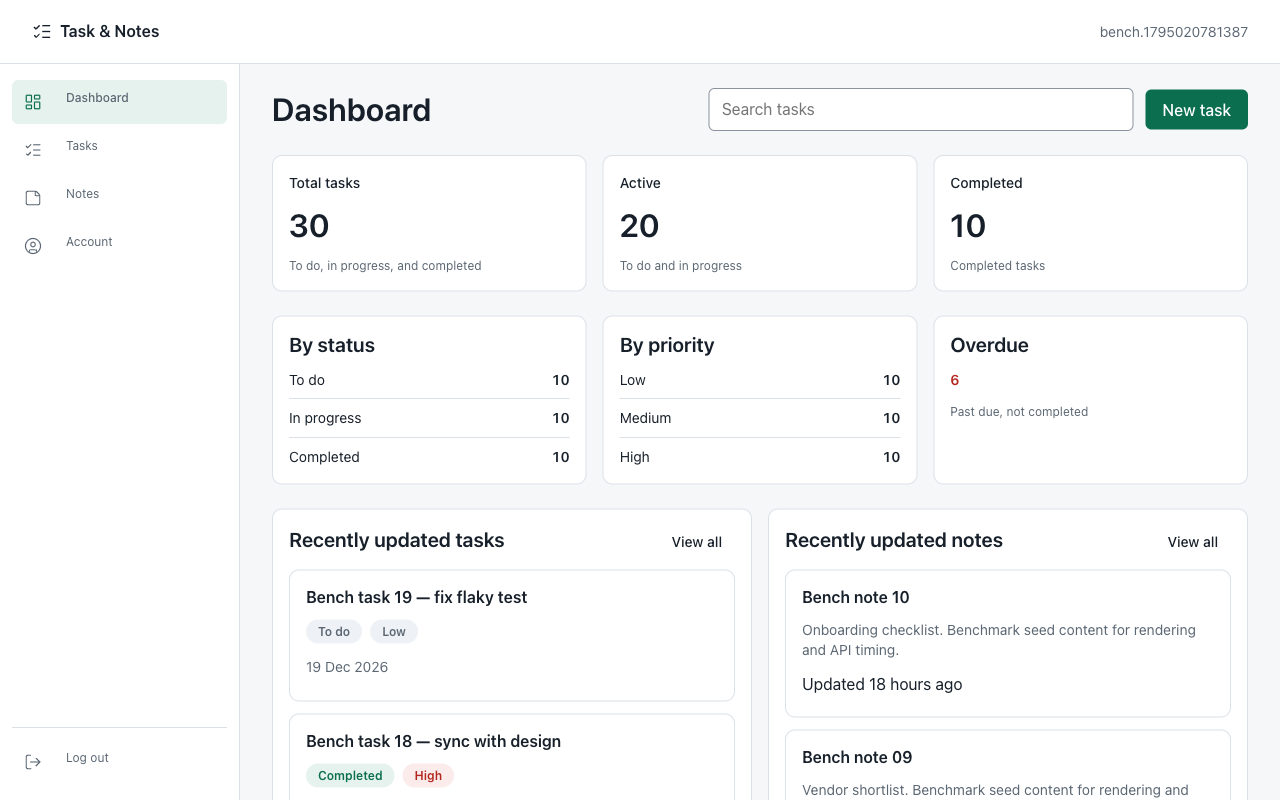 Task & Notes
bench.1795020781387
Dashboard
Tasks
Notes
Account
Log out
Dashboard
Search tasks
New task
Total tasks
30
To do, in progress, and completed
Active
20
To do and in progress
Completed
10
Completed tasks
By status
To do 10
In progress 10
Completed 10
By priority
Low 10
Medium 10
High 10
Overdue
6
Past due, not completed
Recently updated tasks
View all
Bench task 19 — fix flaky test
To do Low
19 Dec 2026
Bench task 18 — sync with design
Completed High
Recently updated notes
View all
Bench note 10
Onboarding checklist. Benchmark seed content for rendering
and API timing.
Updated 18 hours ago
Bench note 09
Vendor shortlist. Benchmark seed content for rendering and